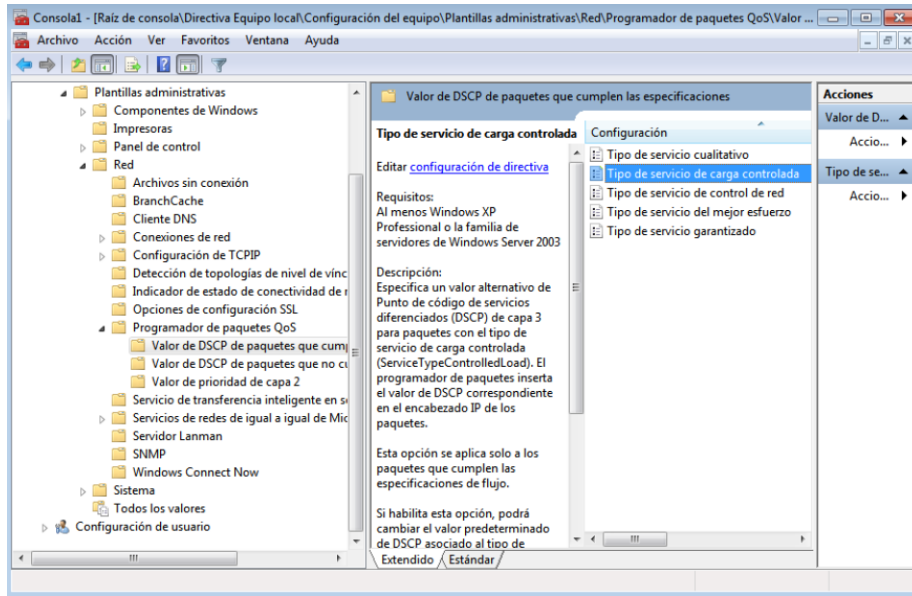 Consola1 - [Raíz de consola\Directiva Equipo local\Configuración del equipo\Plantillas administrativas\Red\Programador de paquetes QoS\Valor ...
Archivo Acción Ver Favoritos Ventana Ayuda
Plantillas administrativas
Componentes de Windows
Impresoras
Panel de control
Red
Archivos sin conexión
BranchCache
Cliente DNS
Conexiones de red
Configuración de TCPIP
Detección de topologías de nivel de vínc
Indicador de estado de conectividad de r
Opciones de configuración SSL
Programador de paquetes QoS
Valor de DSCP de paquetes que cump
Valor de DSCP de paquetes que no cu
Valor de prioridad de capa 2
Servicio de transferencia inteligente en se
Servicios de redes de igual a igual de Mic
Servidor Lanman
SNMP
Windows Connect Now
Sistema
Todos los valores
Configuración de usuario
Valor de DSCP de paquetes que cumplen las especificaciones
Tipo de servicio de carga controlada
Editar configuración de directiva
Requisitos:
Al menos Windows XP
Professional o la familia de
servidores de Windows Server 2003
Descripción:
Especifica un valor alternativo de
Punto de código de servicios
diferenciados (DSCP) de capa 3
para paquetes con el tipo de
servicio de carga controlada
(ServiceTypeControlledLoad). El
programador de paquetes inserta
el valor de DSCP correspondiente
en el encabezado IP de los
paquetes.
Esta opción se aplica solo a los
paquetes que cumplen las
especificaciones de flujo.
Si habilita esta opción, podrá
cambiar el valor predeterminado
de DSCP asociado al tipo de
Configuración
Tipo de servicio cualitativo
Tipo de servicio de carga controlada
Tipo de servicio de control de red
Tipo de servicio del mejor esfuerzo
Tipo de servicio garantizado
Extendido Estándar
Acciones
Valor de D...
Accio...
Tipo de se...
Accio...